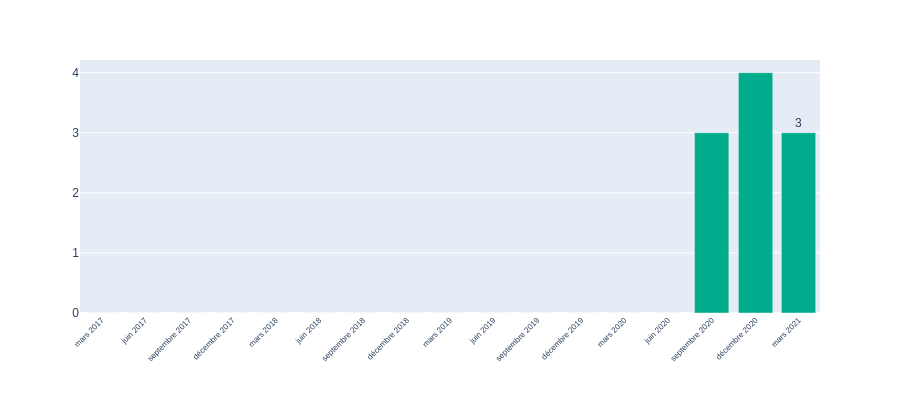 4
3
3
2
1
0
mars 2017
juin 2017
septembre 2017
décembre 2017
mars 2018
juin 2018
septembre 2018
décembre 2018
mars 2019
juin 2019
septembre 2019
décembre 2019
mars 2020
juin 2020
septembre 2020
décembre 2020
mars 2021